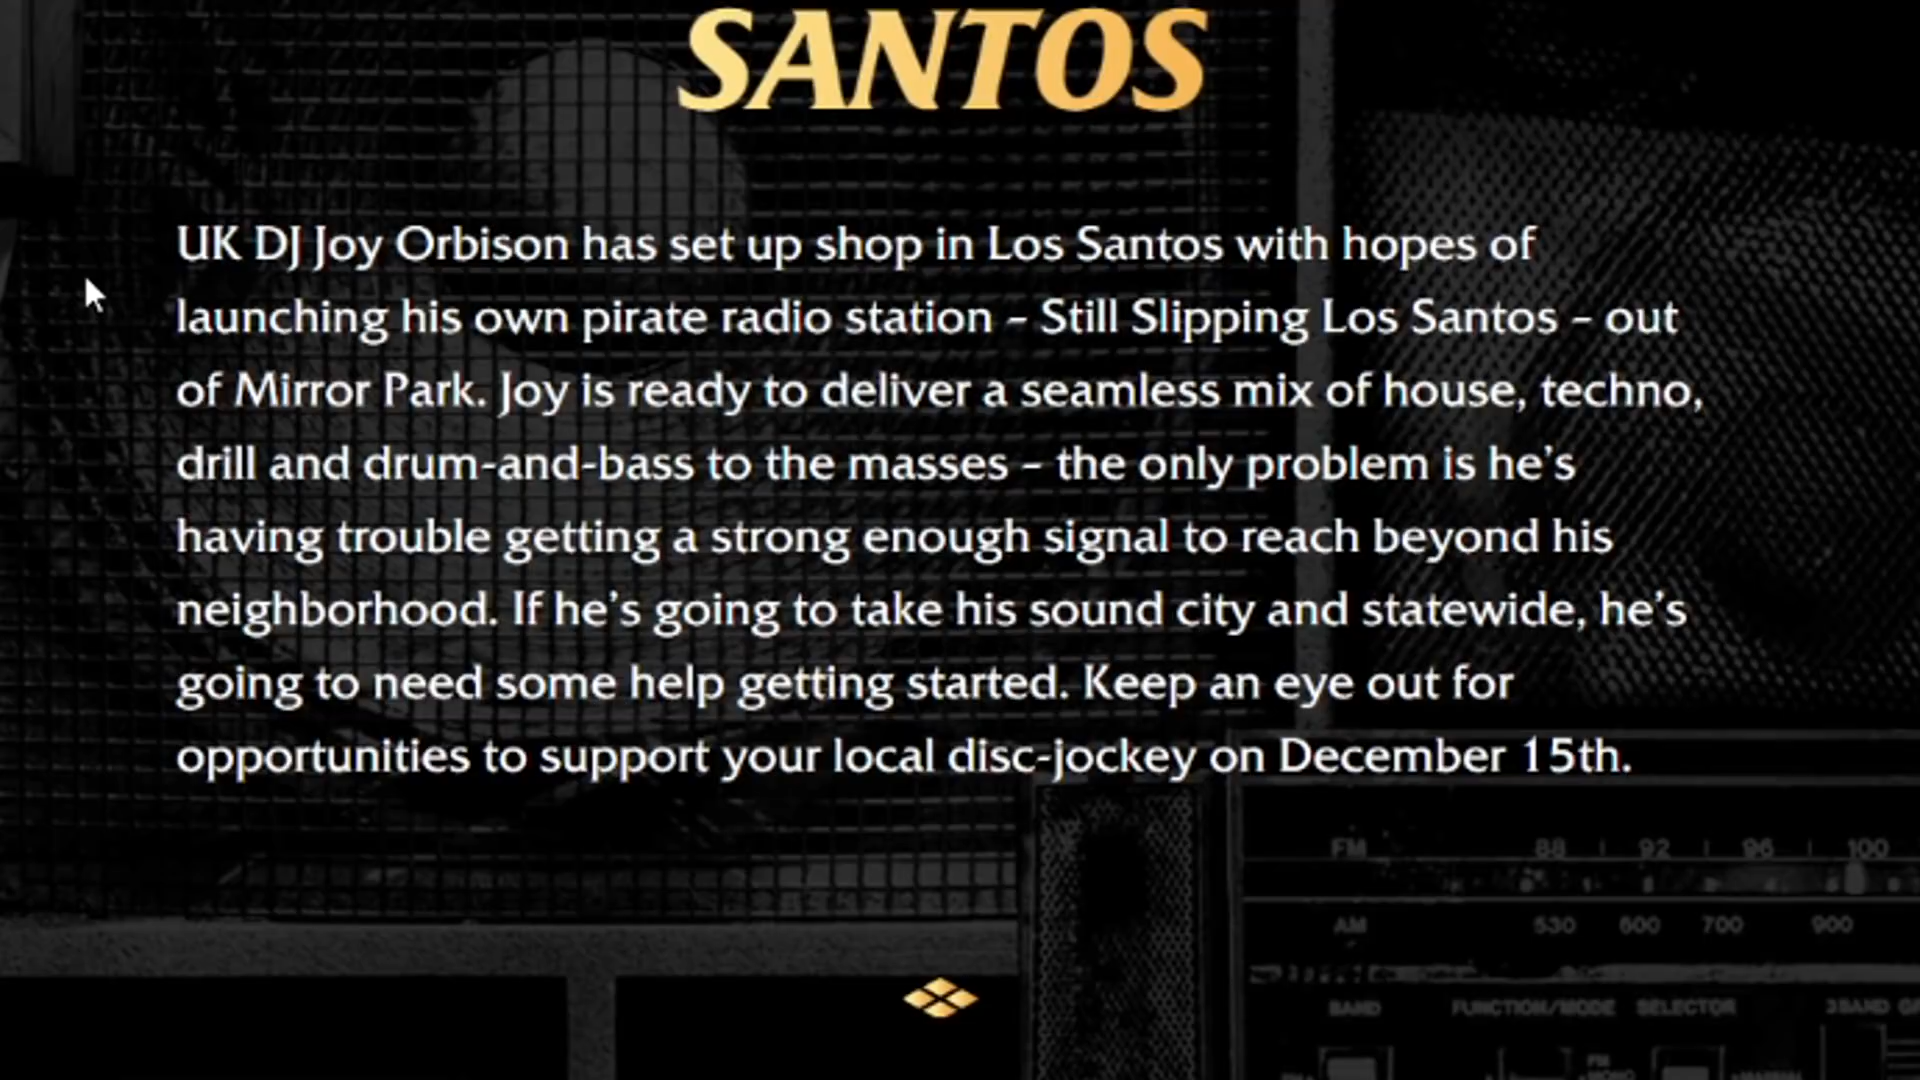 SANTOS
UK DJ Joy Orbison has set up shop in Los Santos with hopes of
launching his own pirate radio station – Still Slipping Los Santos – out
of Mirror Park. Joy is ready to deliver a seamless mix of house, techno,
drill and drum-and-bass to the masses – the only problem is he’s
having trouble getting a strong enough signal to reach beyond his
neighborhood. If he’s going to take his sound city and statewide, he’s
going to need some help getting started. Keep an eye out for
opportunities to support your local disc-jockey on December 15th.
FM 88 92 96 100
AM 530 600 700 900
BAND FUNCTION/MODE SELECTOR 3BAND